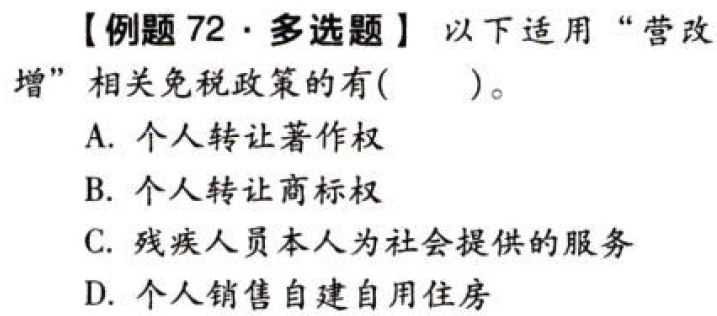 【例题 72 · 多选题】 以下适用“营改
增”相关免税政策的有(  )。
A. 个人转让著作权
B. 个人转让商标权
C. 残疾人员本人为社会提供的服务
D. 个人销售自建自用住房